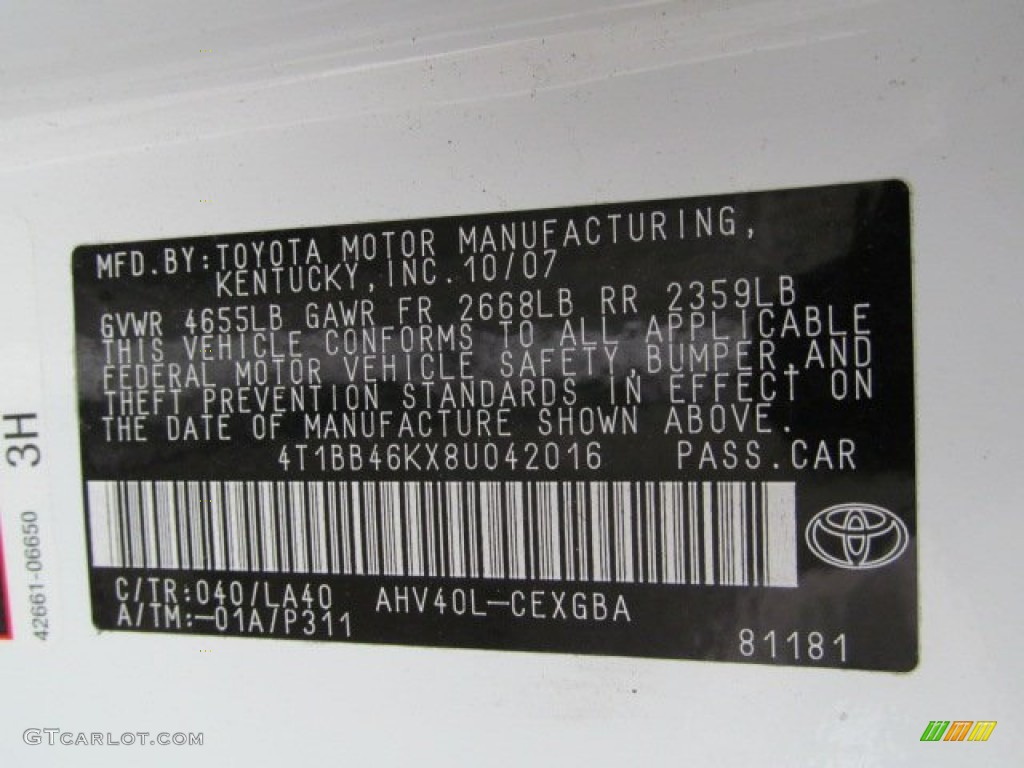 MFD.BY: TOYOTA MOTOR MANUFACTURING,
KENTUCKY, INC. 10/07
GVWR 4655LB GAWR FR 2668LB RR 2359LB
THIS VEHICLE CONFORMS TO ALL APPLICABLE
FEDERAL MOTOR VEHICLE SAFETY, BUMPER, AND
THEFT PREVENTION STANDARDS IN EFFECT ON
THE DATE OF MANUFACTURE SHOWN ABOVE.
4T1BB46KX8U042016 PASS.CAR
C/TR:040/LA40 AHV40L-CEXGBA
A/TM:-01A/P311
81181
42661-06650 3H
GTCARLOT.COM